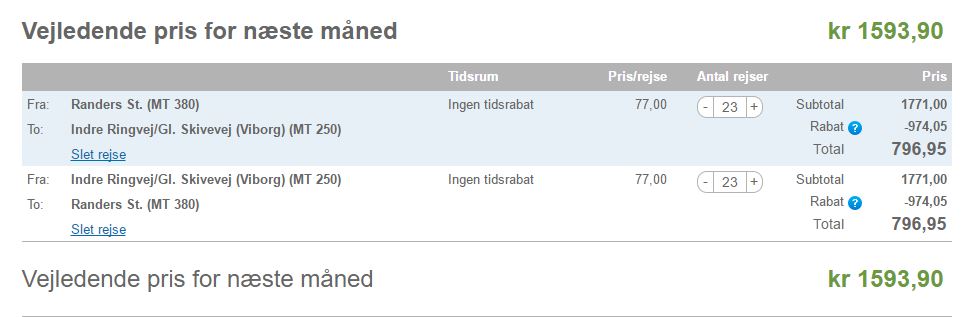 Vejledende pris for næste måned kr 1593,90
Tidsrum Pris/rejse Antal rejser Pris
Fra: Randers St. (MT 380) Ingen tidsrabat 77,00 - 23 + Subtotal 1771,00
To: Indre Ringvej/Gl. Skivevej (Viborg) (MT 250) Rabat ? -974,05
Slet rejse Total 796,95
Fra: Indre Ringvej/Gl. Skivevej (Viborg) (MT 250) Ingen tidsrabat 77,00 - 23 + Subtotal 1771,00
To: Randers St. (MT 380) Rabat ? -974,05
Slet rejse Total 796,95
Vejledende pris for næste måned kr 1593,90